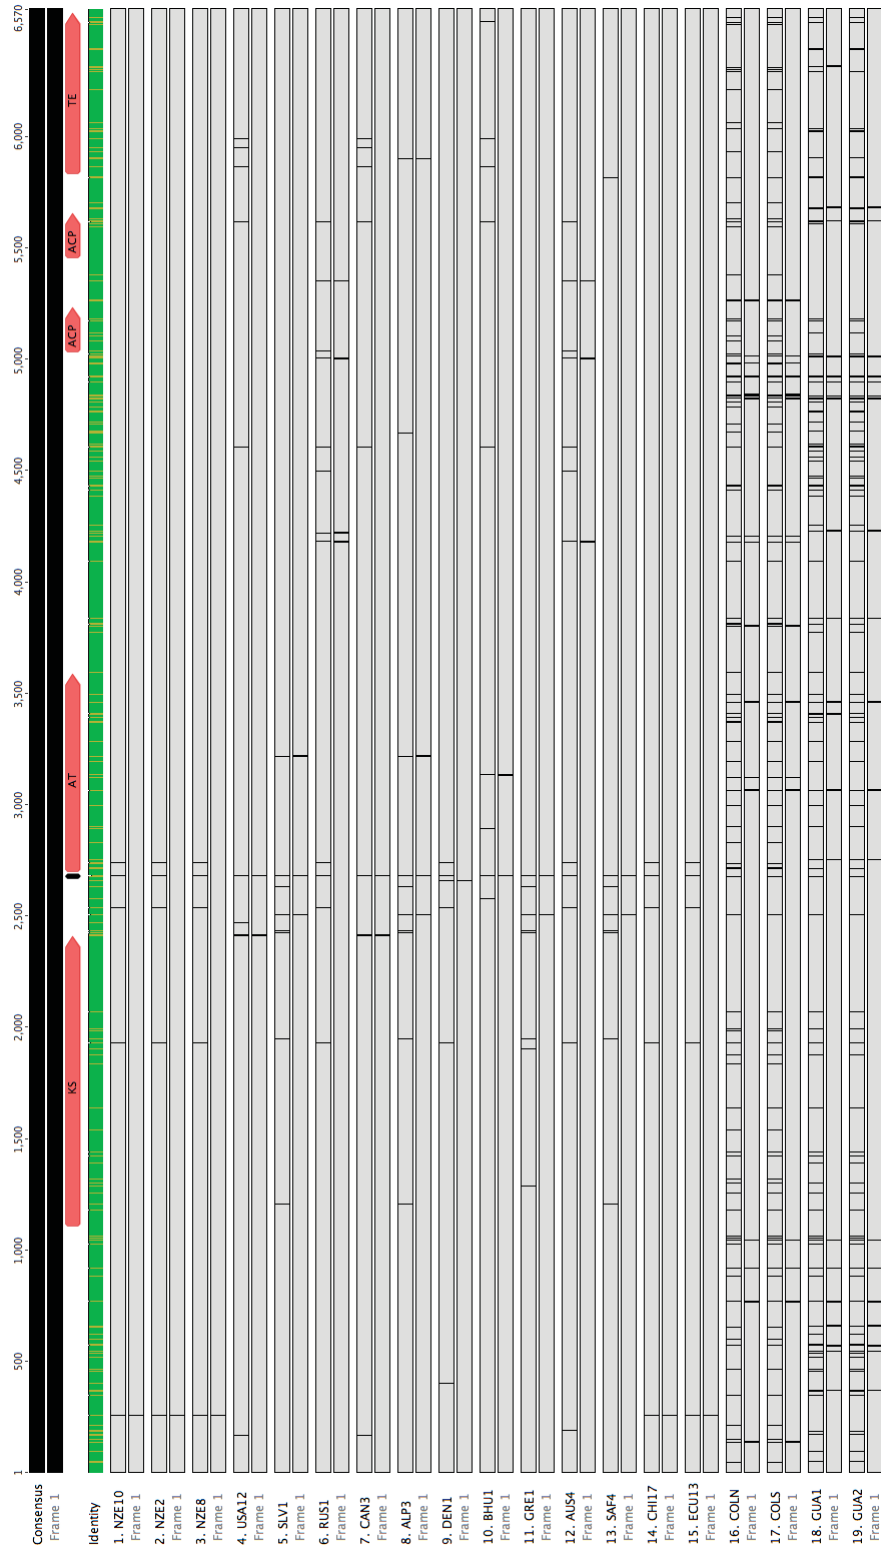 1
500
1,000
1,500
2,000
2,500
3,000
3,500
4,000
4,500
5,000
5,500
6,000
6,570
Consensus
Frame 1
KS
AT
ACP
ACP
TE
Identity
1. NZE10
Frame 1
2. NZE2
Frame 1
3. NZE8
Frame 1
4. USA12
Frame 1
5. SLV1
Frame 1
6. RUS1
Frame 1
7. CAN3
Frame 1
8. ALP3
Frame 1
9. DEN1
Frame 1
10. BHU1
Frame 1
11. GRE1
Frame 1
12. AUS4
Frame 1
13. SAF4
Frame 1
14. CHI17
Frame 1
15. ECU13
Frame 1
16. COLN
Frame 1
17. COLS
Frame 1
18. GUA1
Frame 1
19. GUA2
Frame 1